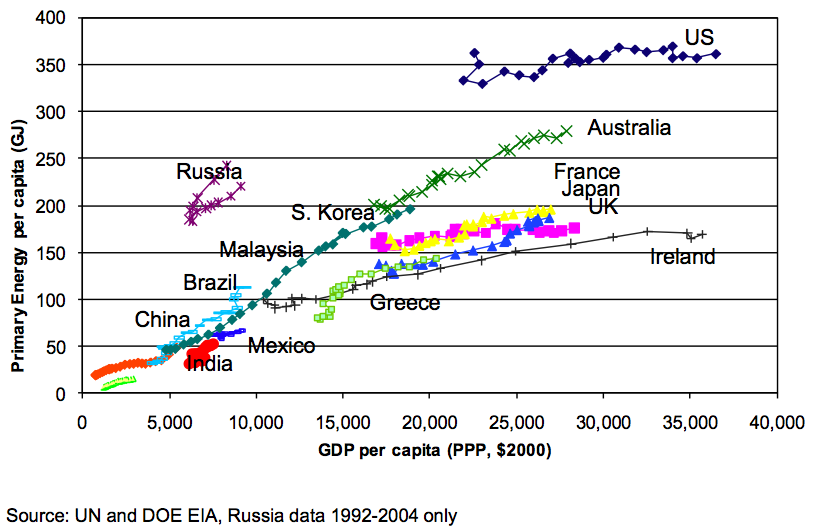 400
350
300
250
200
150
100
50
0
Primary Energy per capita (GJ)
US
Australia
Russia
France
Japan
UK
S. Korea
Malaysia
Ireland
Brazil
Greece
China
Mexico
India
0 5,000 10,000 15,000 20,000 25,000 30,000 35,000 40,000
GDP per capita (PPP, $2000)
Source: UN and DOE EIA, Russia data 1992-2004 only